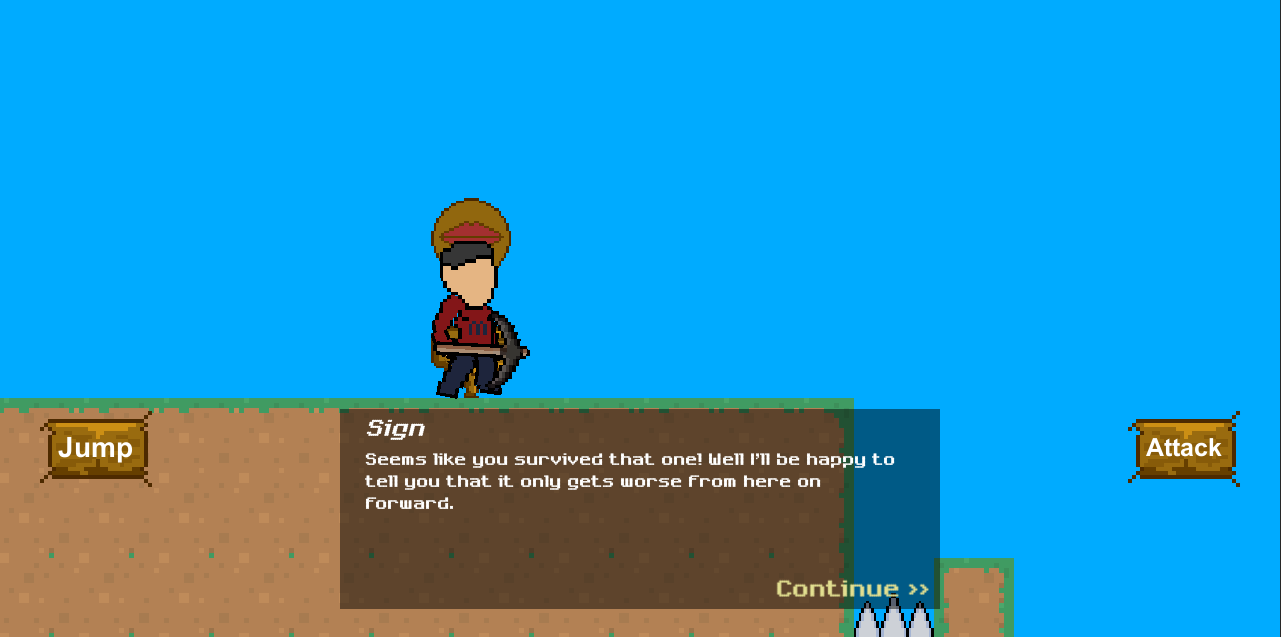 Jump
Sign
Seems like you survived that one! Well I'll be happy to
tell you that it only gets worse from here on
forward.
Continue >>
Attack